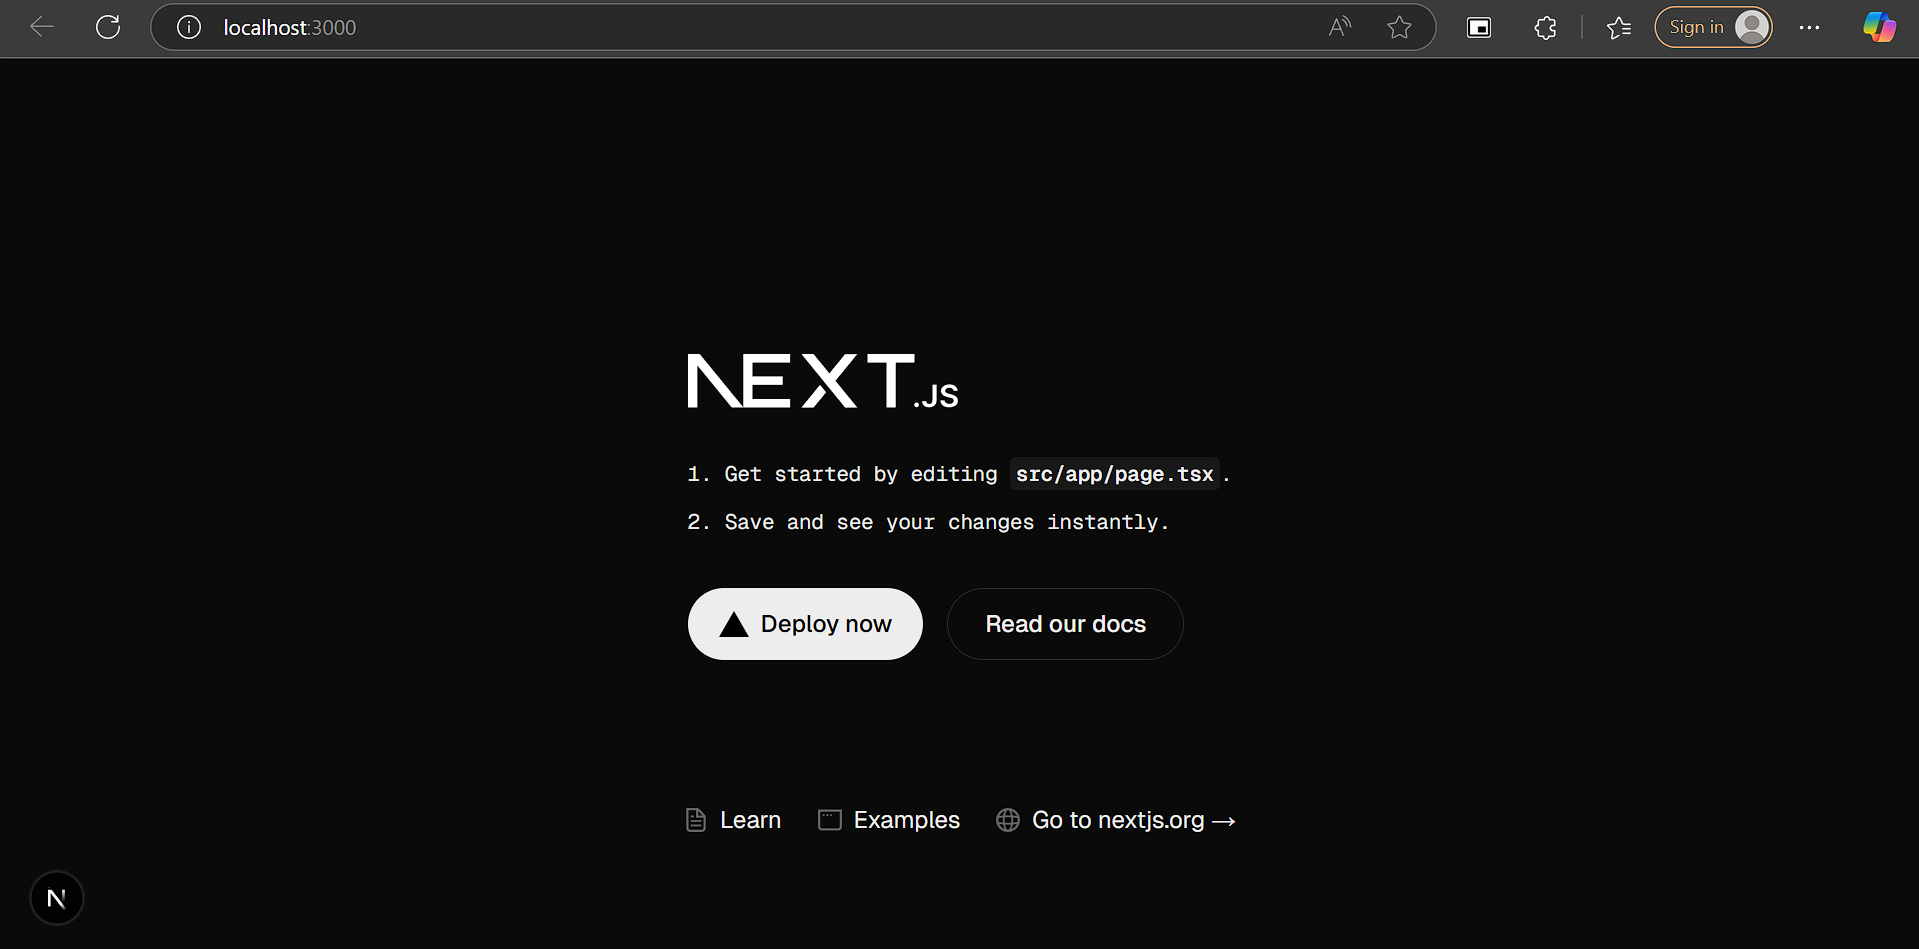 localhost:3000
Sign in
NEXT.JS
1. Get started by editing src/app/page.tsx.
2. Save and see your changes instantly.
Deploy now
Read our docs
Learn
Examples
Go to nextjs.org →
N